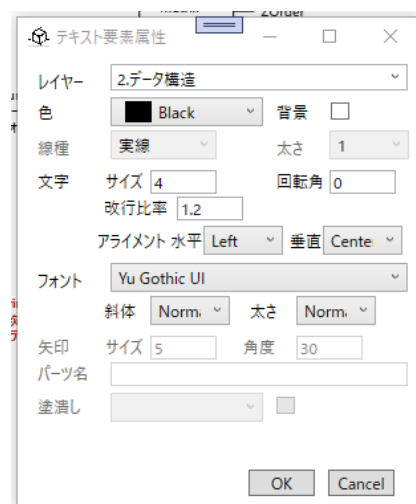 ZOrder
テキスト要素属性
レイヤー 2.データ構造
色 Black 背景
線種 実線 太さ 1
文字 サイズ 4 回転角 0
改行比率 1.2
アライメント 水平 Left 垂直 Cente
フォント Yu Gothic UI
斜体 Norma 太さ Norma
矢印 サイズ 5 角度 30
パーツ名
塗潰し
OK Cancel